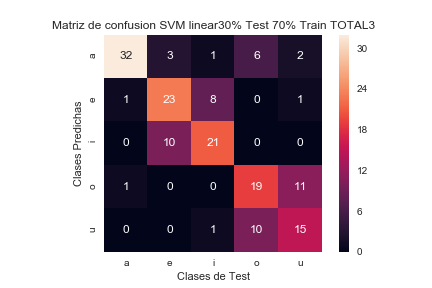 Matriz de confusion SVM linear30% Test 70% Train TOTAL3
Clases Predichas
a 32 3 1 6 2
e 1 23 8 0 1
i 0 10 21 0 0
o 1 0 0 19 11
u 0 0 1 10 15
a e i o u
Clases de Test
30
24
18
12
6
0